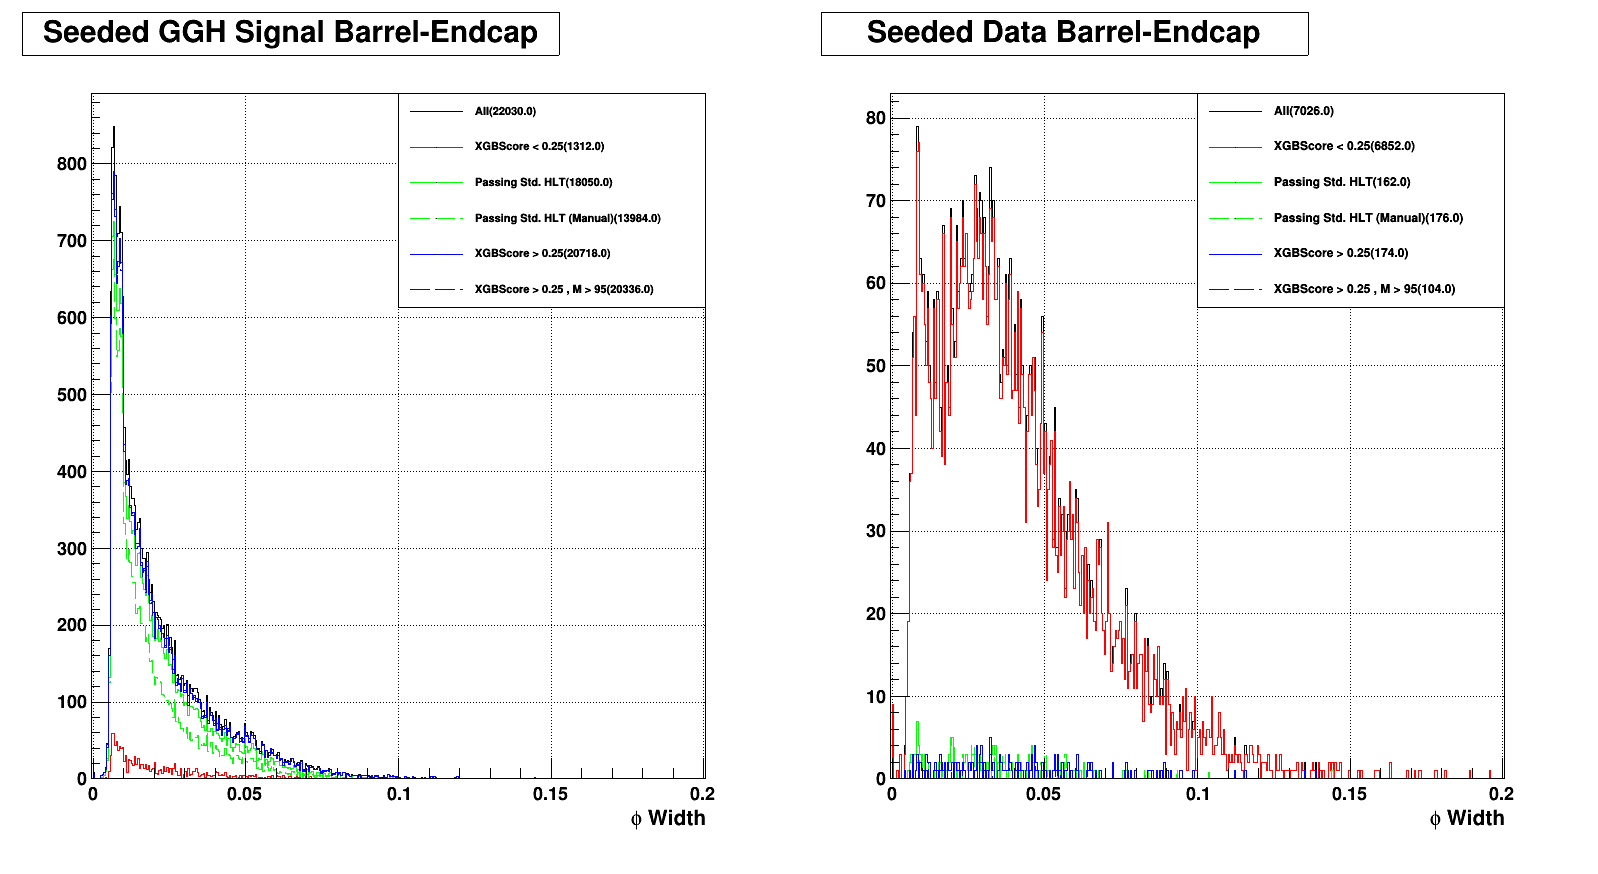 Seeded GGH Signal Barrel-Endcap
All(22030.0)
XGBScore < 0.25(1312.0)
Passing Std. HLT(18050.0)
Passing Std. HLT (Manual)(13984.0)
XGBScore > 0.25(20718.0)
XGBScore > 0.25 , M > 95(20336.0)
800
700
600
500
400
300
200
100
0
0 0.05 0.1 0.15 0.2
ϕ Width
Seeded Data Barrel-Endcap
All(7026.0)
XGBScore < 0.25(6852.0)
Passing Std. HLT(162.0)
Passing Std. HLT (Manual)(176.0)
XGBScore > 0.25(174.0)
XGBScore > 0.25 , M > 95(104.0)
80
70
60
50
40
30
20
10
0
0 0.05 0.1 0.15 0.2
ϕ Width